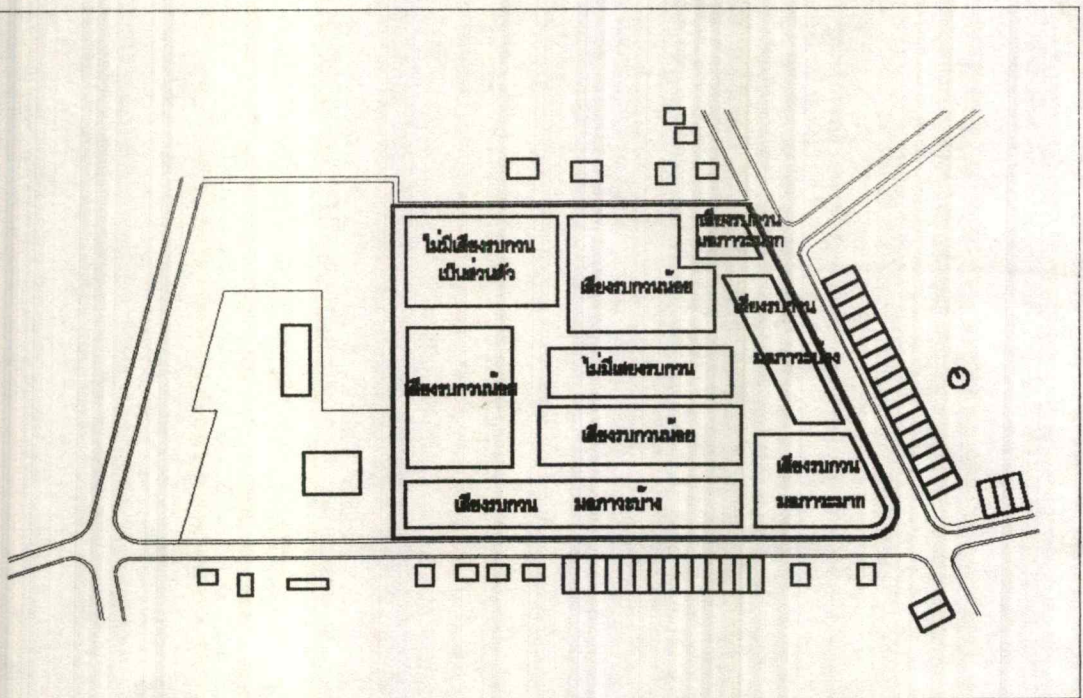 เสียงรบกวน
มลภาวะมาก
ไม่มีเสียงรบกวน
เป็นส่วนตัว
เสียงรบกวนน้อย
เสียงรบกวน
มลภาวะบ้าง
ไม่มีเสียงรบกวน
เสียงรบกวนน้อย
เสียงรบกวนน้อย
เสียงรบกวน
มลภาวะมาก
เสียงรบกวน มลภาวะบ้าง